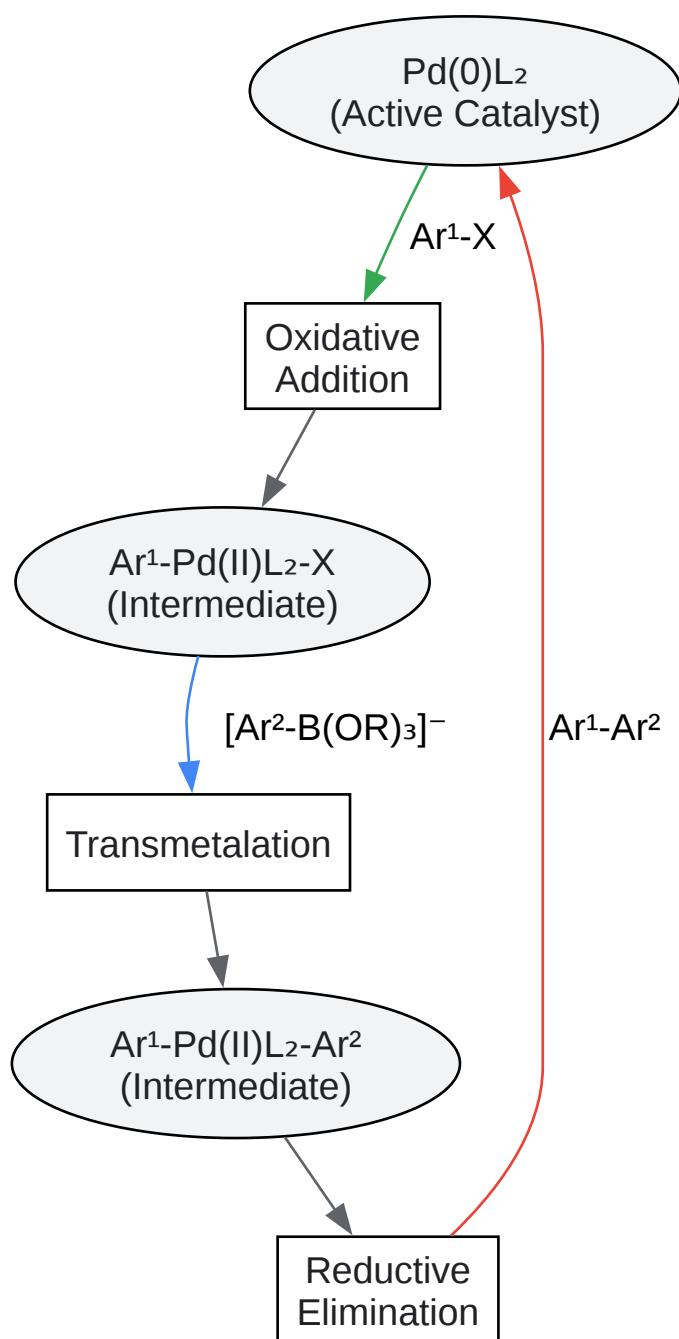 Pd(0)L₂
(Active Catalyst)
Ar¹-X
Oxidative
Addition
Ar¹-Pd(II)L₂-X
(Intermediate)
[Ar²-B(OR)₃]⁻
Ar¹-Ar²
Transmetalation
Ar¹-Pd(II)L₂-Ar²
(Intermediate)
Reductive
Elimination